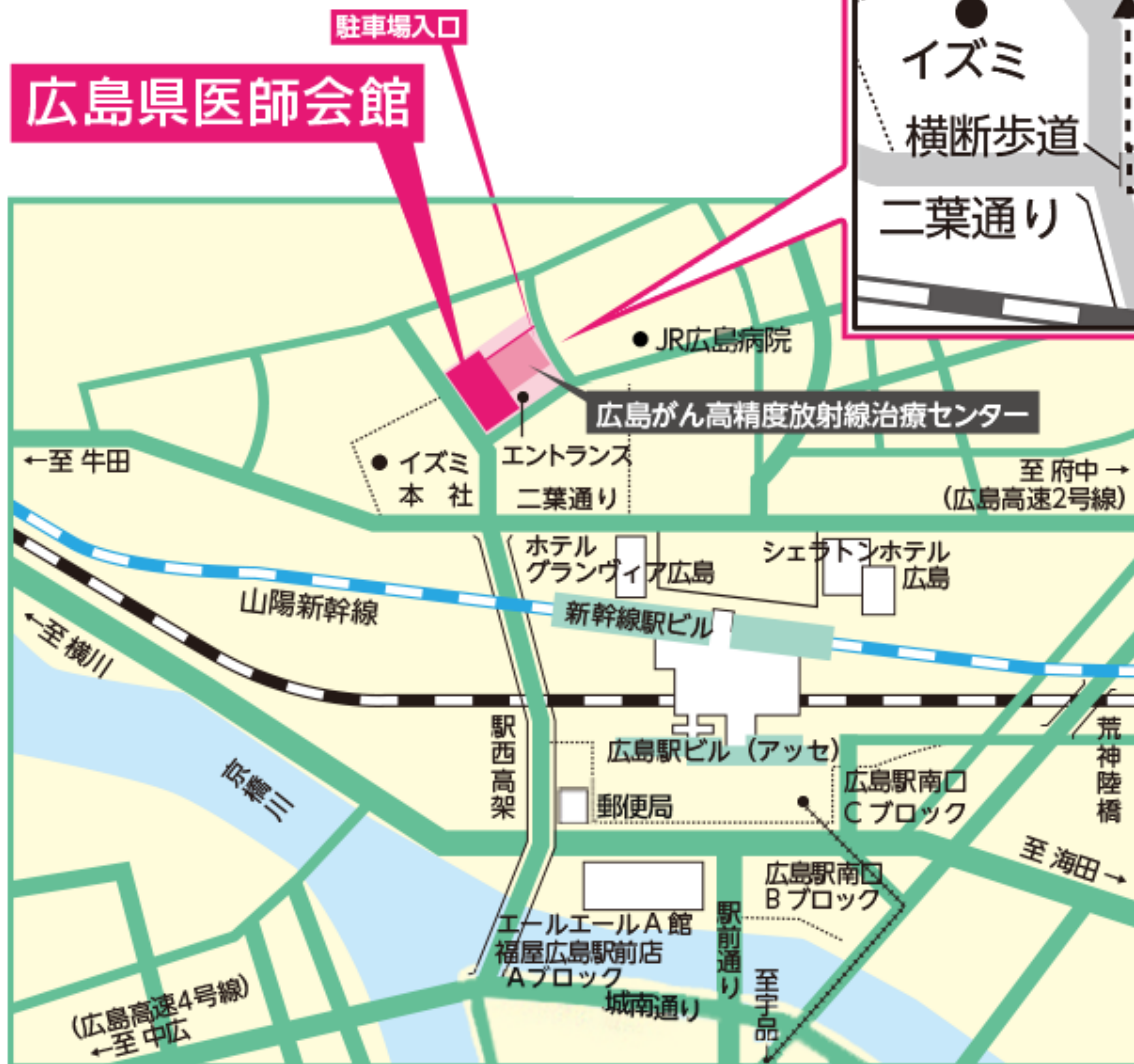 駐車場入口
広島県医師会館
イズミ
横断歩道
二葉通り
JR広島病院
広島がん高精度放射線治療センター
エントランス
イズミ
本社
二葉通り
←至 牛田
至 府中→
(広島高速2号線)
ホテル
グランヴィア広島
シェラトンホテル
広島
山陽新幹線
新幹線駅ビル
←至 横川
駅西高架
広島駅ビル(アッセ)
荒神陸橋
京橋川
郵便局
広島駅南口
Cブロック
至 海田→
広島駅南口
Bブロック
エールエールA館
福屋広島駅前店
Aブロック
駅前通り
城南通り
至宇品→
(広島高速4号線)
←至 中広